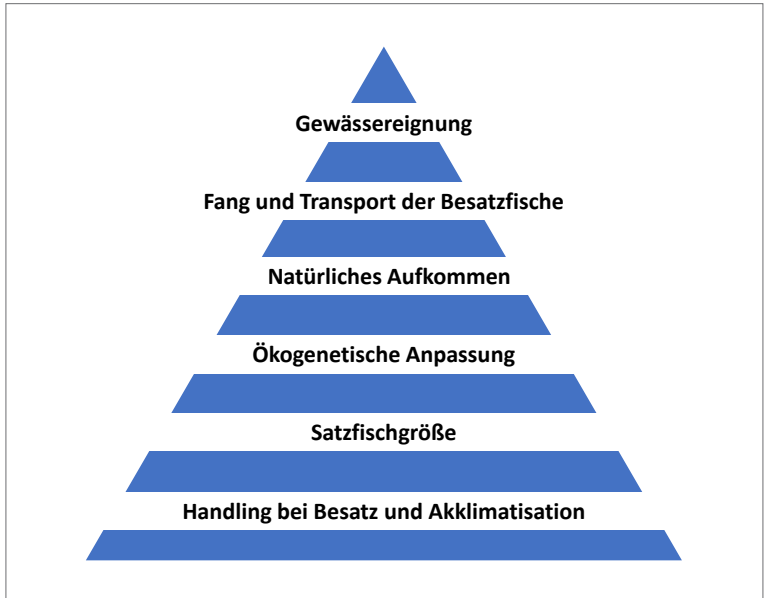 Gewässereignung
Fang und Transport der Besatzfische
Natürliches Aufkommen
Ökogenetische Anpassung
Satzfischgröße
Handling bei Besatz und Akklimatisation